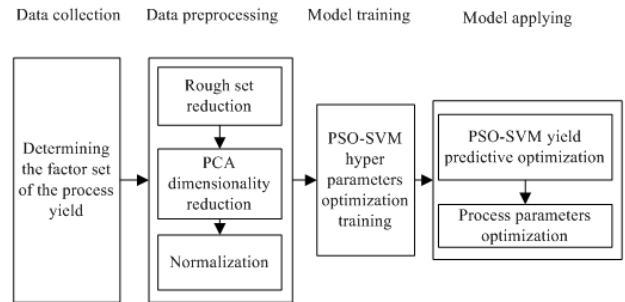 Data collection
Data preprocessing
Model training
Model applying
Determining
the factor set
of the process
yield
Rough set
reduction
PCA
dimensionality
reduction
Normalization
PSO-SVM
hyper
parameters
optimization
training
PSO-SVM yield
predictive optimization
Process parameters
optimization